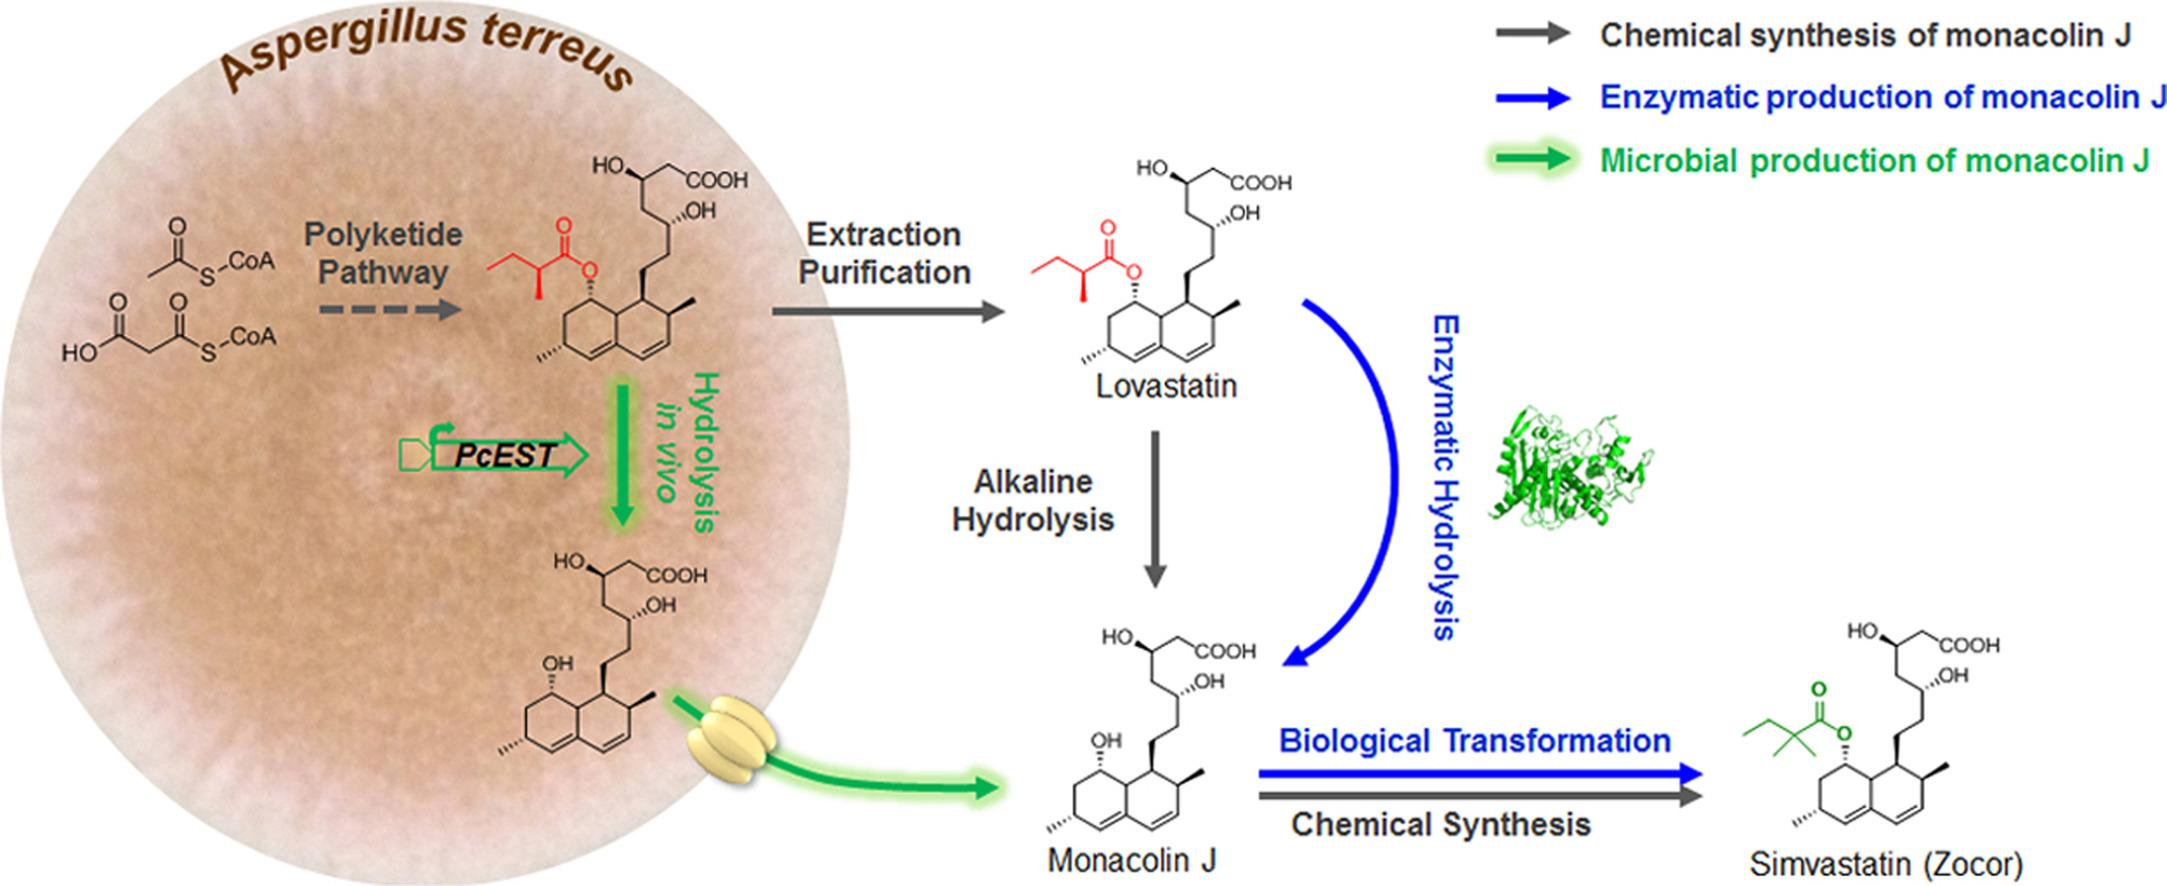 Aspergillus terreus
Chemical synthesis of monacolin J
Enzymatic production of monacolin J
Microbial production of monacolin J
O
S
CoA
O
O
HO
S
CoA
Polyketide
Pathway
HO
COOH
OH
O
O
Extraction
Purification
HO
COOH
OH
O
O
Lovastatin
PcEST
Hydrolysis
in vivo
Alkaline
Hydrolysis
Enzymatic Hydrolysis
HO
COOH
OH
OH
HO
COOH
OH
OH
Monacolin J
Biological Transformation
Chemical Synthesis
HO
COOH
OH
O
O
Simvastatin (Zocor)